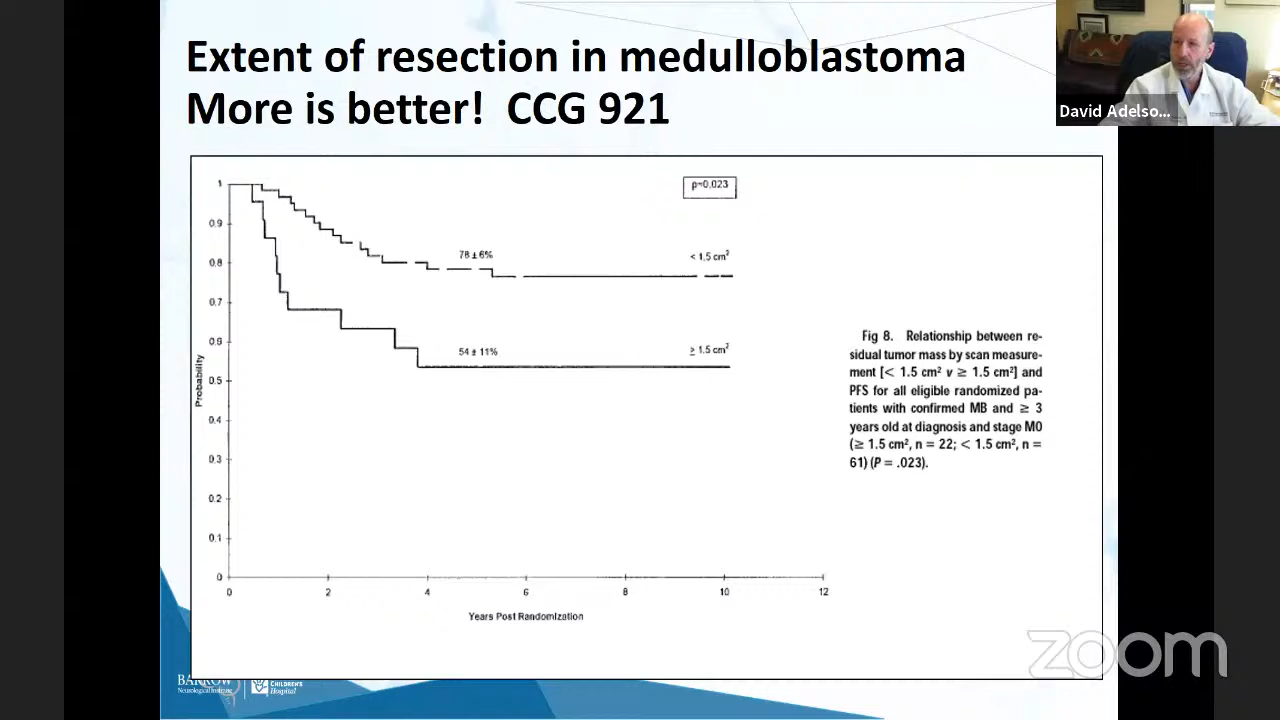 Extent of resection in medulloblastoma
More is better! CCG 921
David Adelso...
p=0.023
1
0.9
0.8
0.7
0.6
0.5
0.4
0.3
0.2
0.1
0
Probability
78 ± 6%
< 1.5 cm²
54 ± 11%
≥ 1.5 cm²
0 2 4 6 8 10 12
Years Post Randomization
Fig 8. Relationship between re-
sidual tumor mass by scan measure-
ment [< 1.5 cm² v ≥ 1.5 cm²] and
PFS for all eligible randomized pa-
tients with confirmed MB and ≥ 3
years old at diagnosis and stage M0
(≥ 1.5 cm², n = 22; < 1.5 cm², n =
61) (P = .023).
BARROW
Neurological Institute
CHILDREN'S
Hospital
zoom